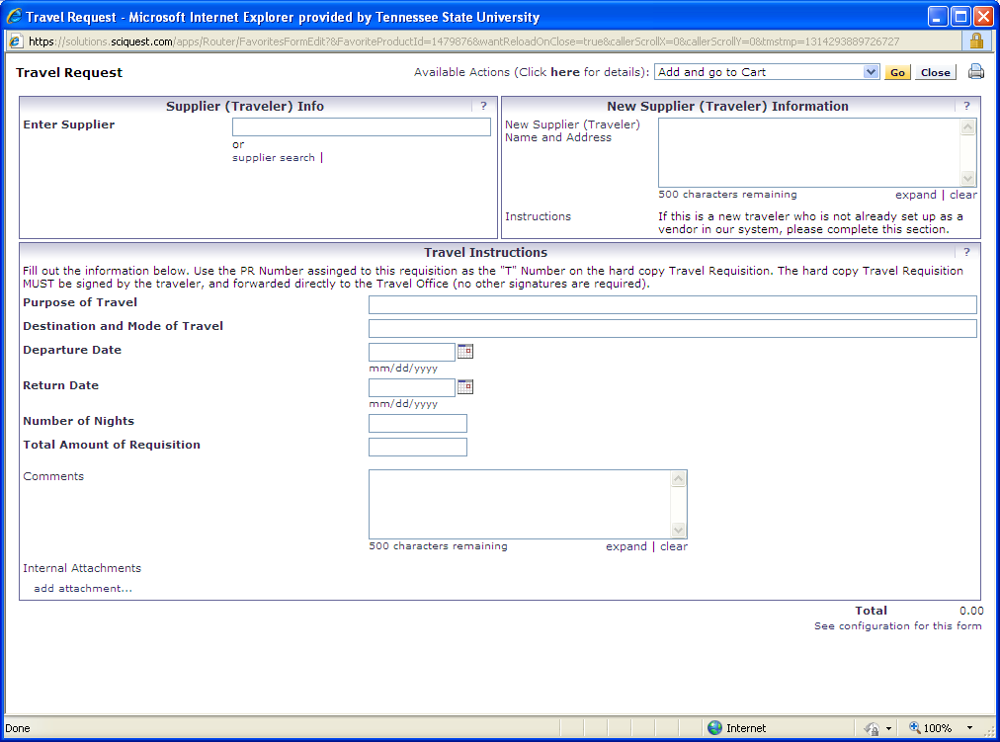 Travel Request - Microsoft Internet Explorer provided by Tennessee State University
https://solutions.sciquest.com/apps/Router/FavoritesFormEdit?&FavoriteProductId=1479876&wantReloadOnClose=true&callerScrollX=0&callerScrollY=0&tmstmp=1314293889726727
Travel Request
Available Actions (Click here for details): Add and go to Cart Go Close
Supplier (Traveler) Info ?
Enter Supplier
or
supplier search |
New Supplier (Traveler) Information ?
New Supplier (Traveler)
Name and Address
500 characters remaining expand | clear
Instructions
If this is a new traveler who is not already set up as a
vendor in our system, please complete this section.
Travel Instructions ?
Fill out the information below. Use the PR Number assinged to this requisition as the "T" Number on the hard copy Travel Requisition. The hard copy Travel Requisition
MUST be signed by the traveler, and forwarded directly to the Travel Office (no other signatures are required).
Purpose of Travel
Destination and Mode of Travel
Departure Date
mm/dd/yyyy
Return Date
mm/dd/yyyy
Number of Nights
Total Amount of Requisition
Comments
500 characters remaining expand | clear
Internal Attachments
add attachment...
Total 0.00
See configuration for this form
Done Internet 100%